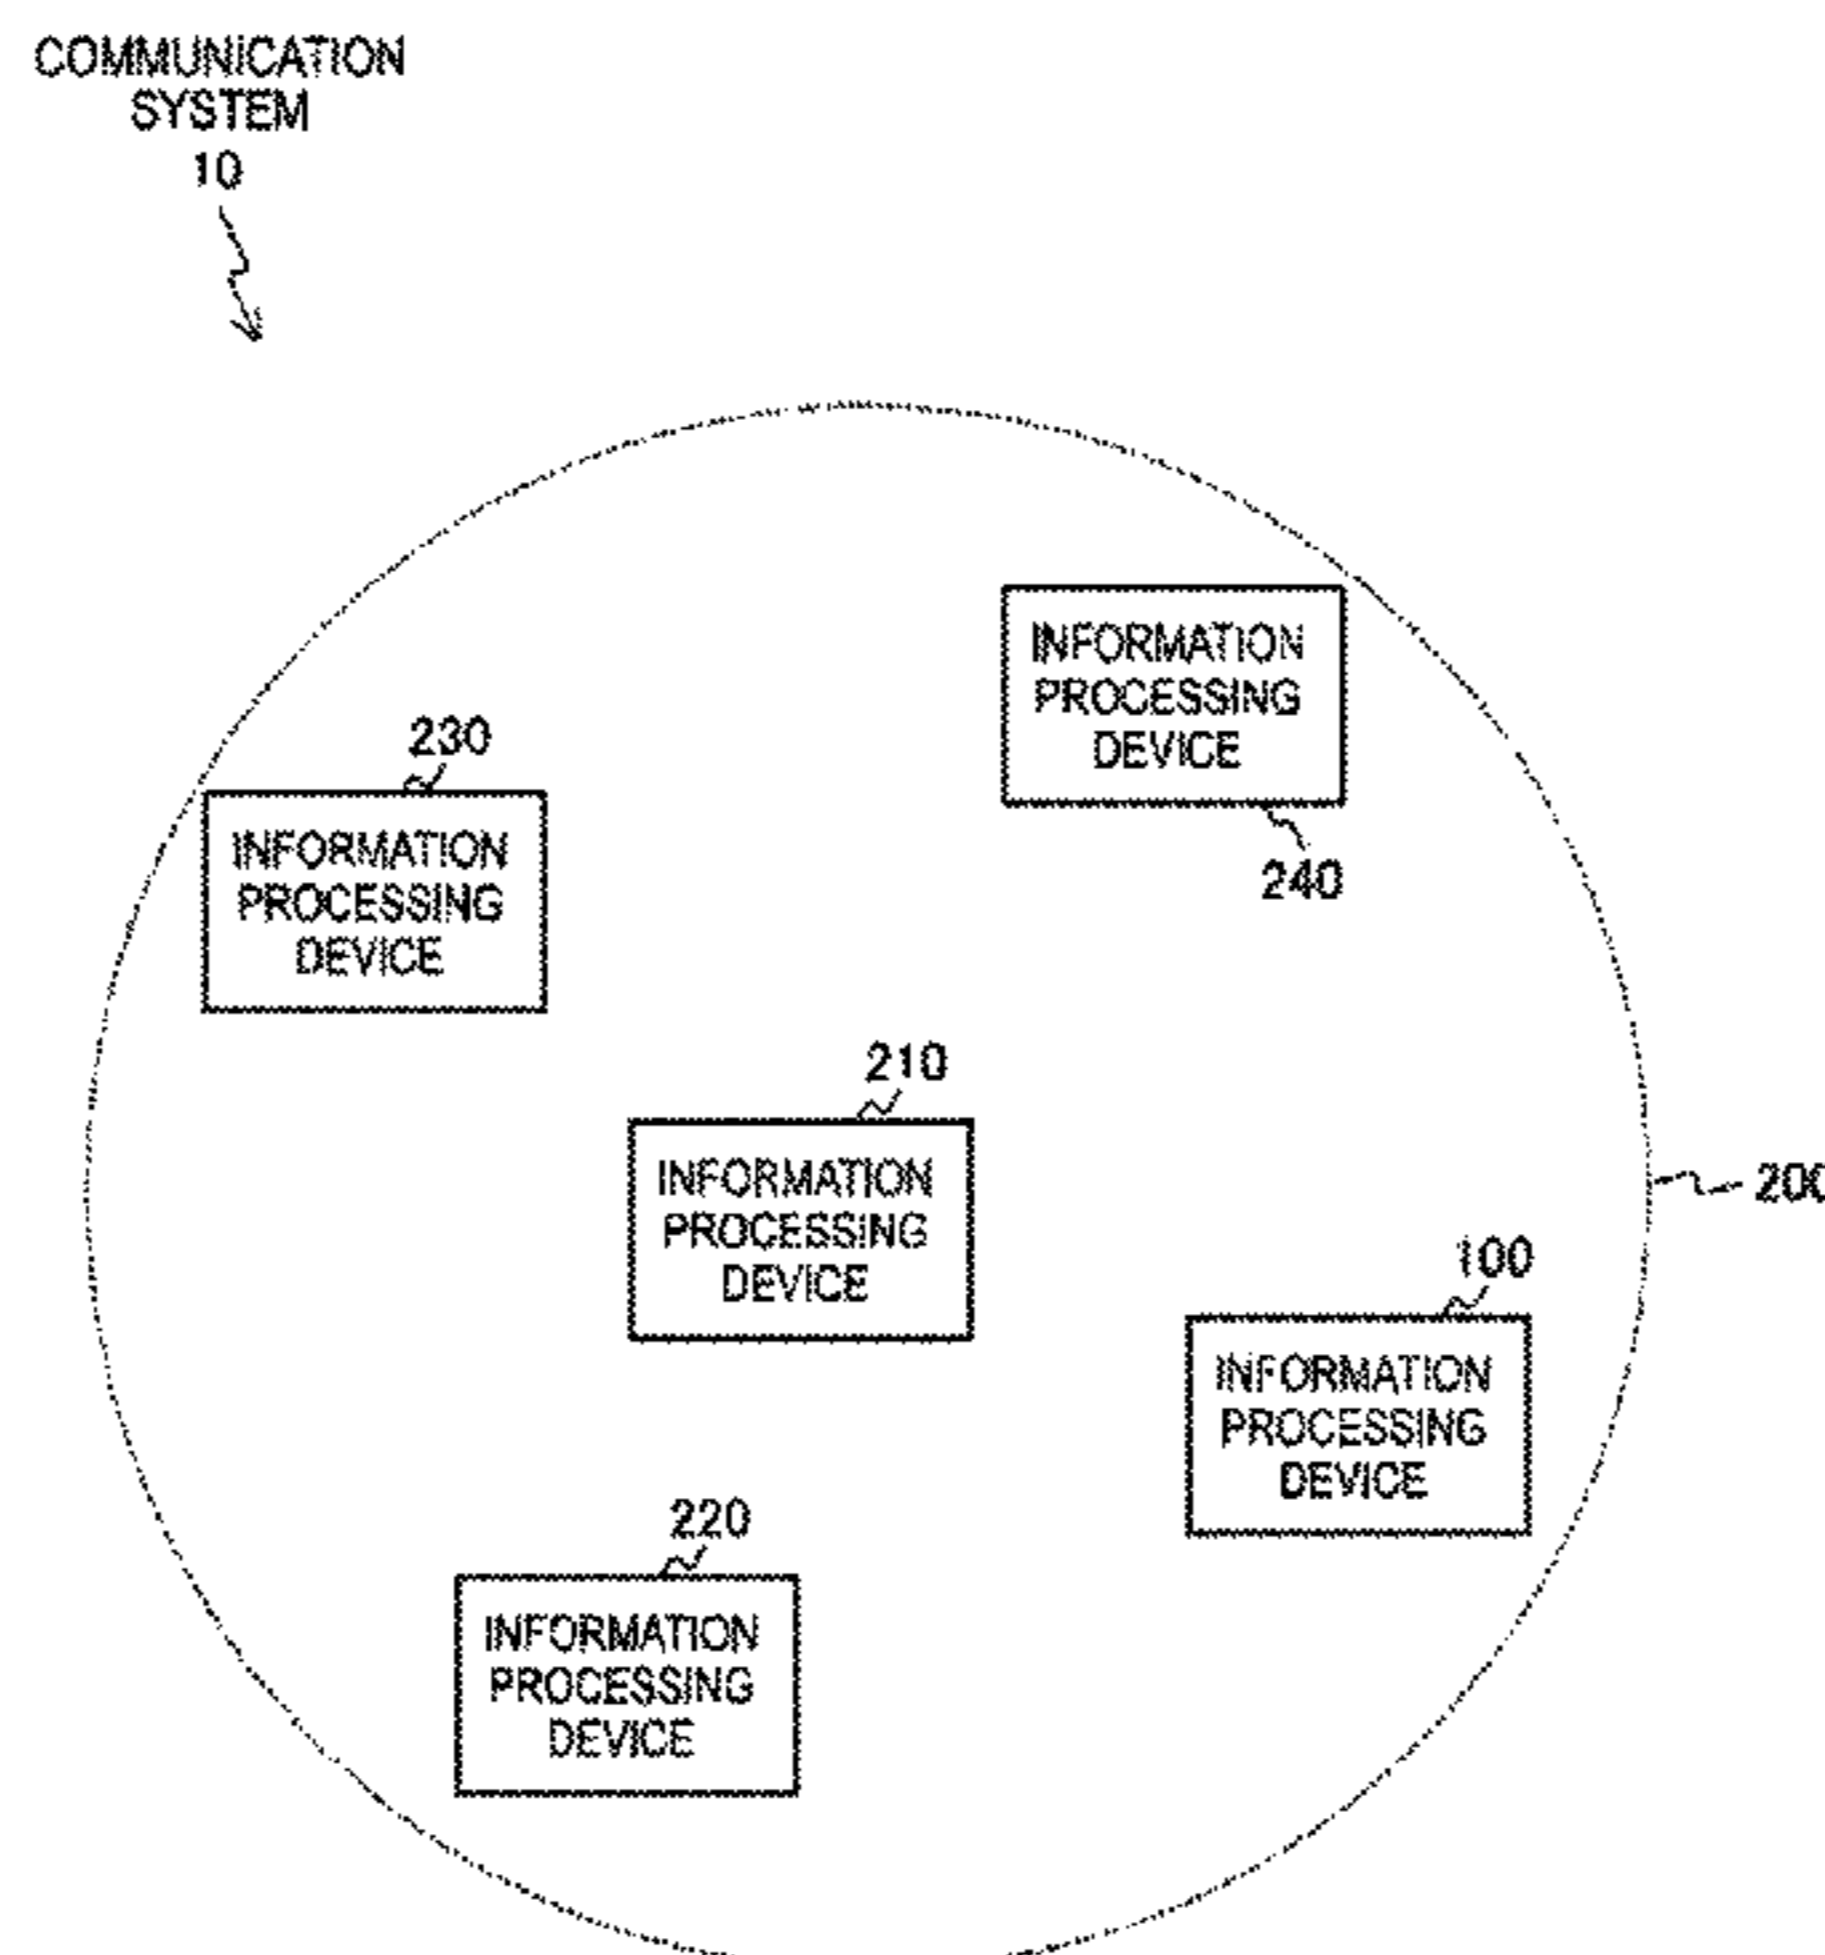 COMMUNICATION
SYSTEM
10
INFORMATION
PROCESSING
DEVICE
240
230
INFORMATION
PROCESSING
DEVICE
210
INFORMATION
PROCESSING
DEVICE
200
100
INFORMATION
PROCESSING
DEVICE
220
INFORMATION
PROCESSING
DEVICE